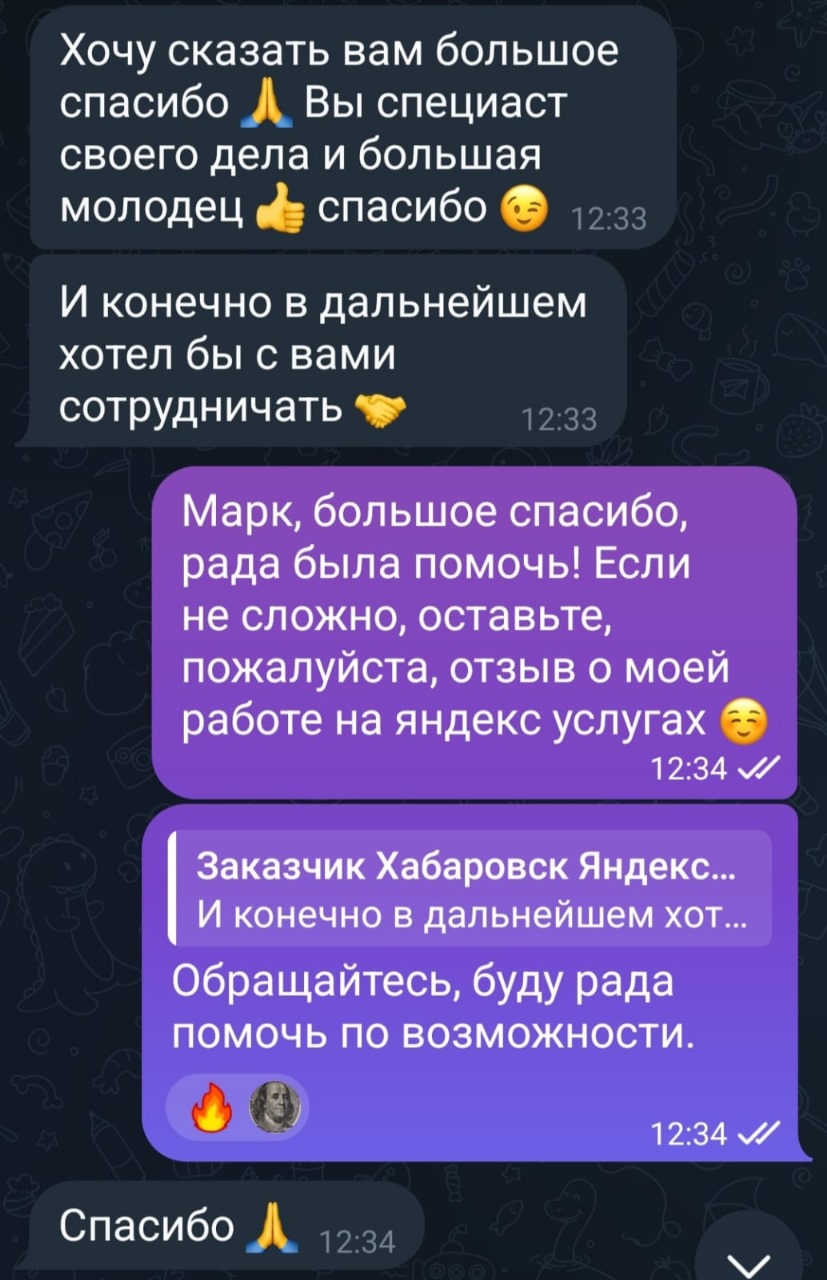 Хочу сказать вам большое
спасибо 🙏 Вы специаст
своего дела и большая
молодец 👍 спасибо 😉 12:33
И конечно в дальнейшем
хотел бы с вами
сотрудничать 🤝 12:33
Марк, большое спасибо,
рада была помочь! Если
не сложно, оставьте,
пожалуйста, отзыв о моей
работе на яндекс услугах ☺️
12:34
Заказчик Хабаровск Яндекс...
И конечно в дальнейшем хот...
Обращайтесь, буду рада
помочь по возможности.
🔥 12:34
Спасибо 🙏 12:34